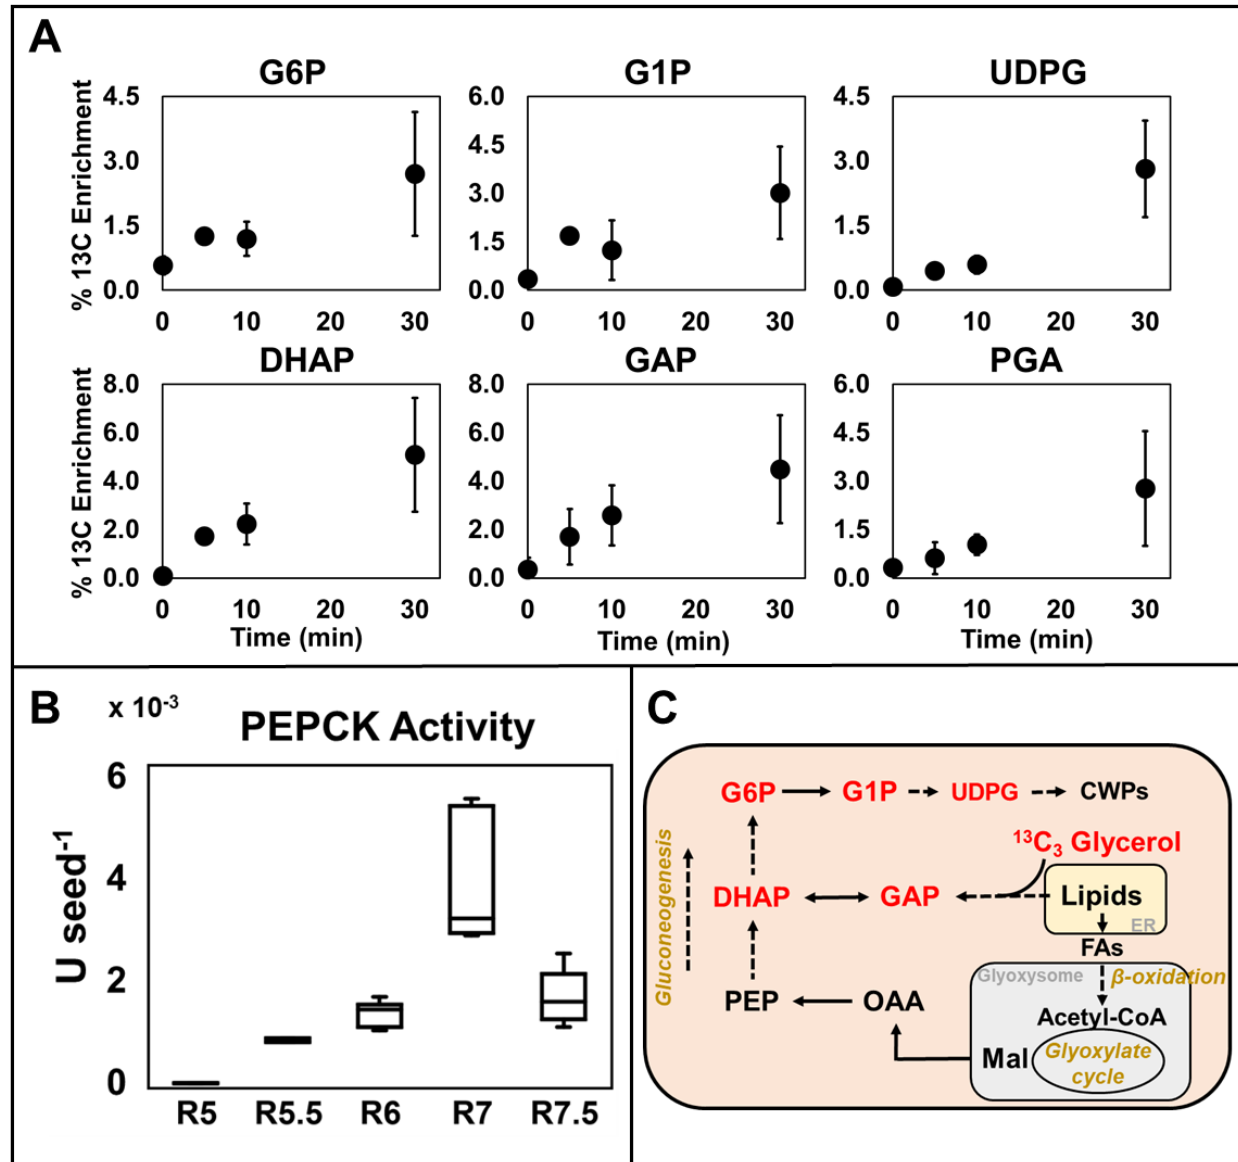 A
G6P G1P UDPG
% 13C Enrichment
4.5 6.0 4.5
4.5
3.0 3.0 3.0
1.5 1.5 1.5
0.0 0.0 0.0
0 10 20 30 0 10 20 30 0 10 20 30
DHAP GAP PGA
% 13C Enrichment
8.0 8.0 6.0
6.0 6.0 4.5
4.0 4.0 3.0
2.0 2.0 1.5
0.0 0.0 0.0
0 10 20 30 0 10 20 30 0 10 20 30
Time (min) Time (min) Time (min)
B
x 10⁻³
PEPCK Activity
U seed⁻¹
6
4
2
0
R5 R5.5 R6 R7 R7.5
C
G6P G1P UDPG CWPs
¹³C₃ Glycerol
Gluconeogenesis
DHAP GAP Lipids
ER
FAs
Glyoxysome β-oxidation
PEP OAA
Acetyl-CoA
Mal Glyoxylate
cycle